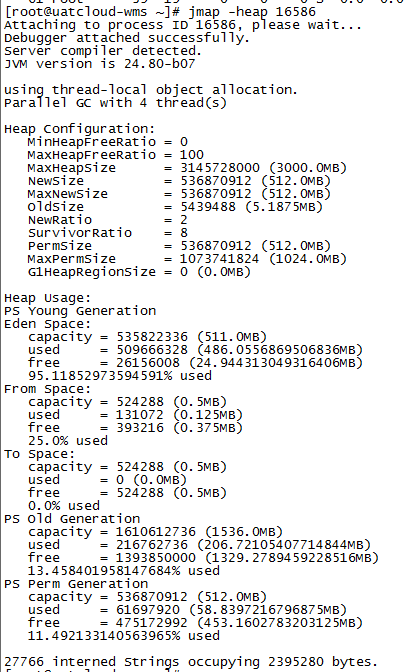 [root@uatcloud-wms ~]# jmap -heap 16586
Attaching to process ID 16586, please wait...
Debugger attached successfully.
Server compiler detected.
JVM version is 24.80-b07

using thread-local object allocation.
Parallel GC with 4 thread(s)

Heap Configuration:
   MinHeapFreeRatio = 0
   MaxHeapFreeRatio = 100
   MaxHeapSize      = 3145728000 (3000.0MB)
   NewSize          = 536870912 (512.0MB)
   MaxNewSize       = 536870912 (512.0MB)
   OldSize          = 5439488 (5.1875MB)
   NewRatio         = 2
   SurvivorRatio    = 8
   PermSize         = 536870912 (512.0MB)
   MaxPermSize      = 1073741824 (1024.0MB)
   G1HeapRegionSize = 0 (0.0MB)

Heap Usage:
PS Young Generation
Eden Space:
   capacity = 535822336 (511.0MB)
   used     = 509666328 (486.0556869506836MB)
   free     = 26156008 (24.944313049316406MB)
   95.11852973594591% used
From Space:
   capacity = 524288 (0.5MB)
   used     = 131072 (0.125MB)
   free     = 393216 (0.375MB)
   25.0% used
To Space:
   capacity = 524288 (0.5MB)
   used     = 0 (0.0MB)
   free     = 524288 (0.5MB)
   0.0% used
PS Old Generation
   capacity = 1610612736 (1536.0MB)
   used     = 216762736 (206.72105407714844MB)
   free     = 1393850000 (1329.2789459228516MB)
   13.458401958147684% used
PS Perm Generation
   capacity = 536870912 (512.0MB)
   used     = 61697920 (58.8397216796875MB)
   free     = 475172992 (453.1602783203125MB)
   11.492133140563965% used

27766 interned Strings occupying 2395280 bytes.